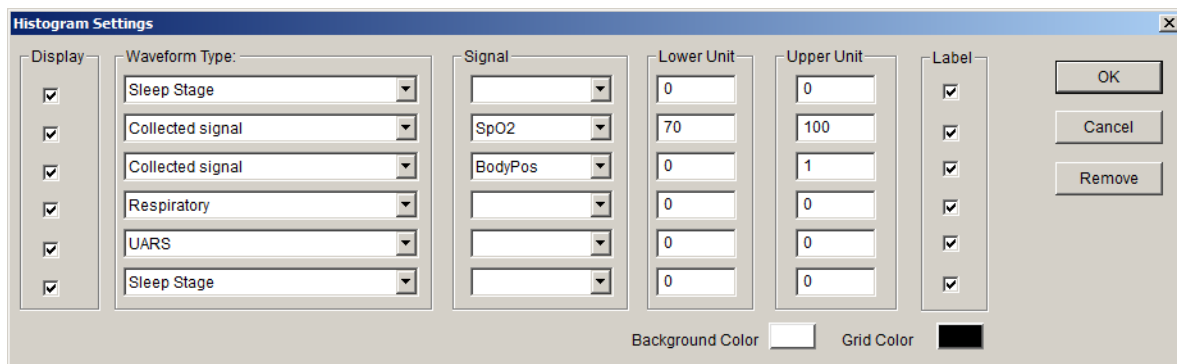 Histogram Settings
Display Waveform Type: Signal Lower Unit Upper Unit Label
Sleep Stage 0 0
OK
Collected signal SpO2 70 100
Cancel
Collected signal BodyPos 0 1
Remove
Respiratory 0 0
UARS 0 0
Sleep Stage 0 0
Background Color Grid Color